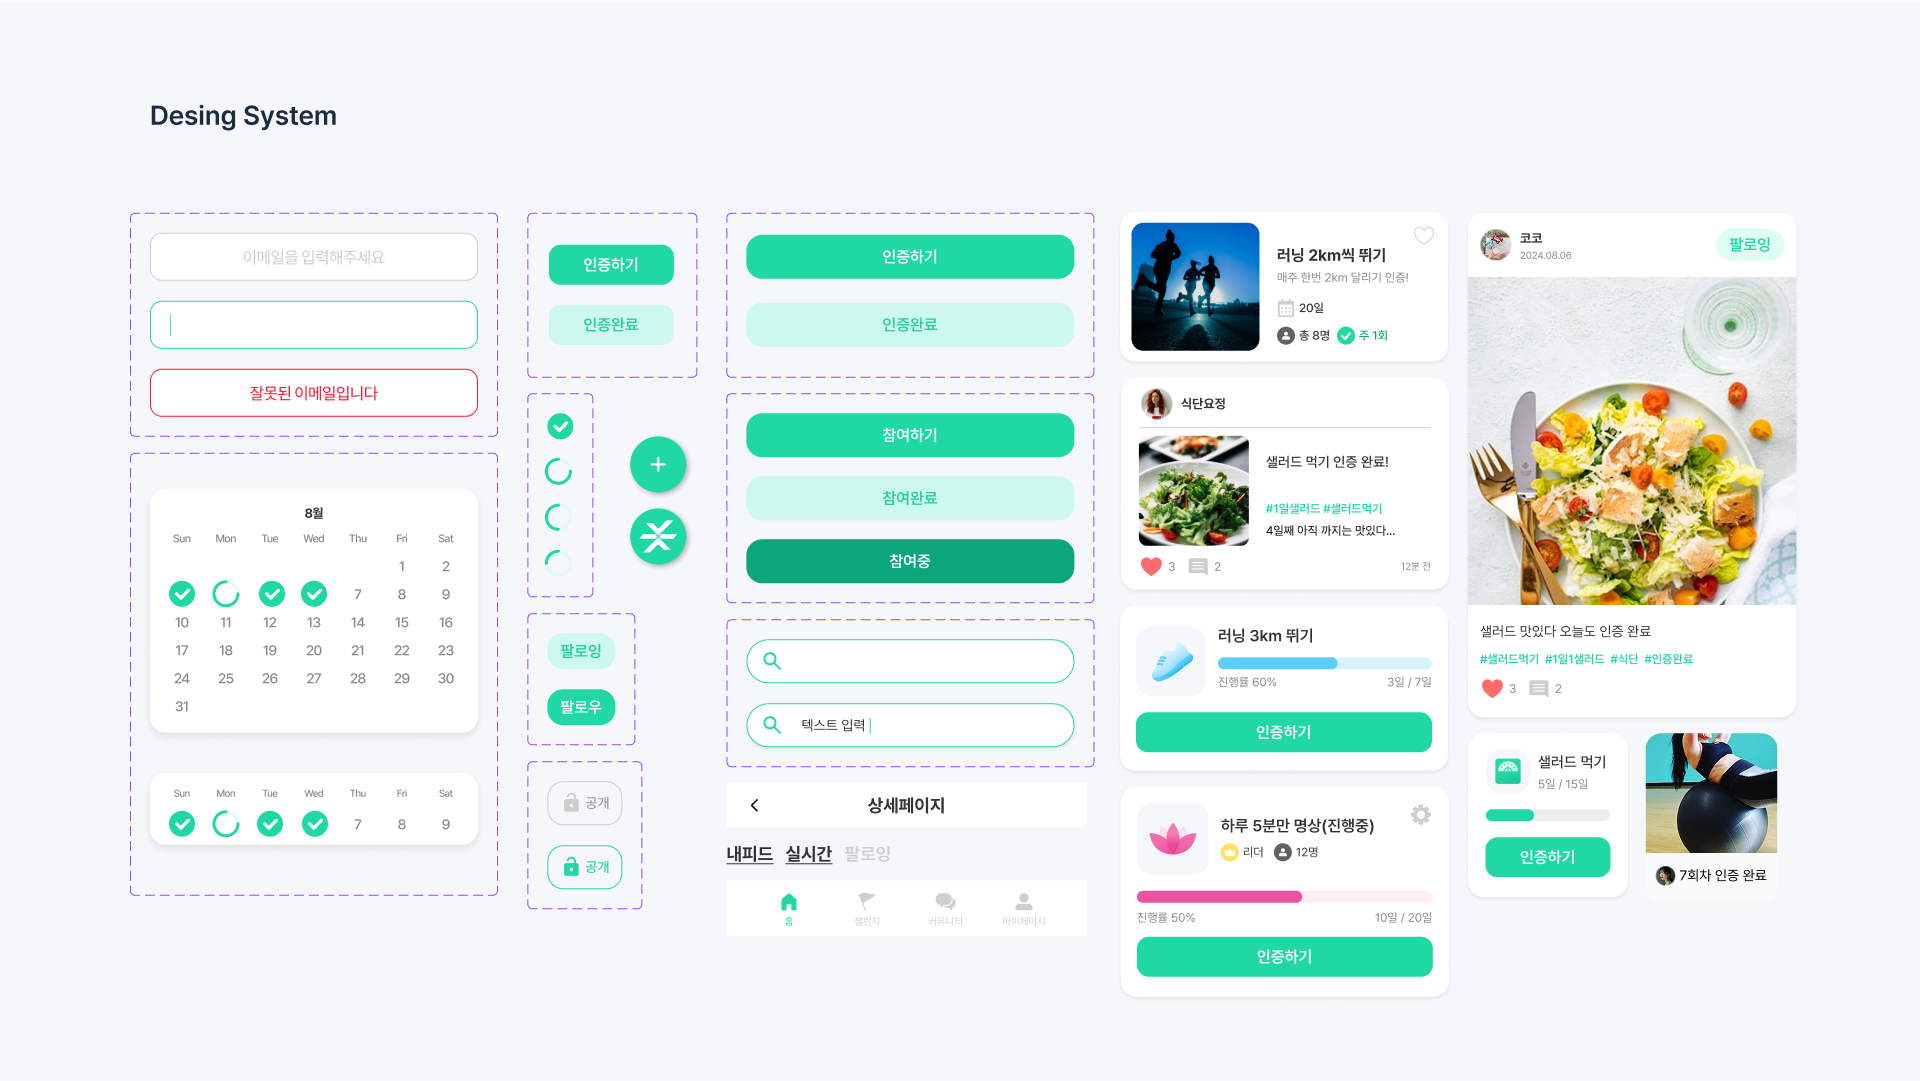 Desing System
이메일을 입력해주세요
잘못된 이메일입니다
8월
Sun Mon Tue Wed Thu Fri Sat
1 2
7 8 9
10 11 12 13 14 15 16
17 18 19 20 21 22 23
24 25 26 27 28 29 30
31
Sun Mon Tue Wed Thu Fri Sat
7 8 9
인증하기
인증완료
팔로잉
팔로우
공개
공개
인증하기
인증완료
참여하기
참여완료
참여중
텍스트 입력
상세페이지
내피드 실시간 팔로잉
홈 챌린지 커뮤니티 마이페이지
러닝 2km씩 뛰기
매주 한번 2km 달리기 인증!
20일
총 8명 주 1회
식단요정
샐러드 먹기 인증 완료!
#1일샐러드 #샐러드먹기
4일째 아직 까지는 맛있다...
3 2 12분 전
러닝 3km 뛰기
진행률 60% 3일 / 7일
인증하기
하루 5분만 명상(진행중)
리더 12명
진행률 50% 10일 / 20일
인증하기
코코
2024.08.06
팔로잉
샐러드 맛있다 오늘도 인증 완료
#샐러드먹기 #1일1샐러드 #식단 #인증완료
3 2
샐러드 먹기
5일 / 15일
인증하기
7회차 인증 완료